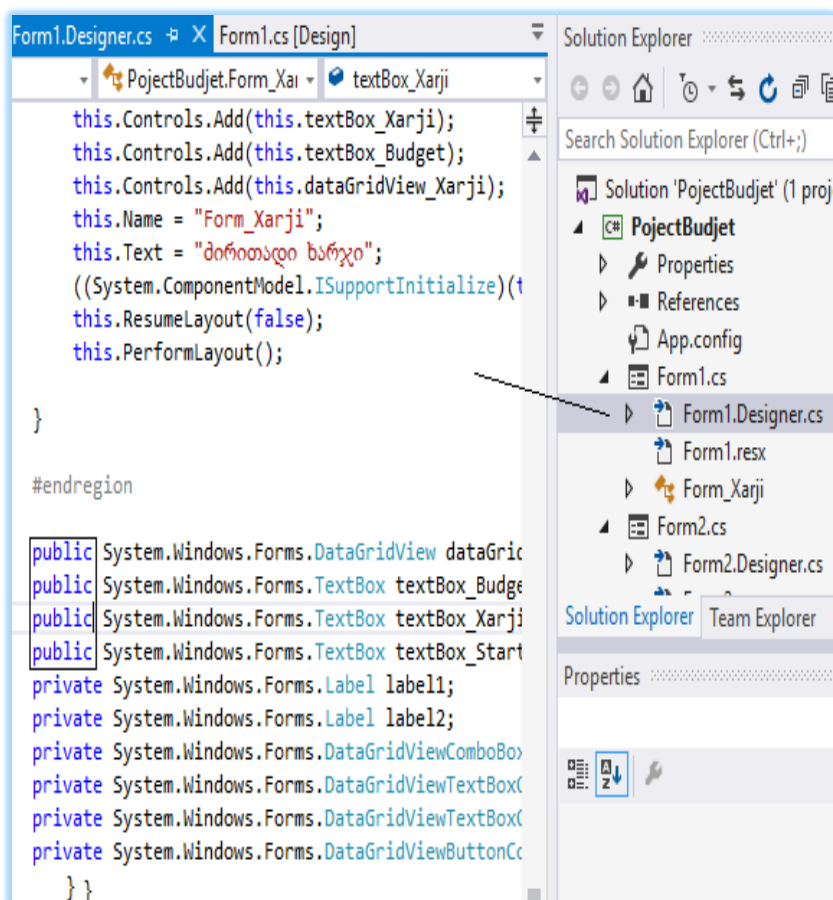 Form1.Designer.cs Form1.cs [Design]
PojectBudjet.Form_Xar textBox_Xarji
this.Controls.Add(this.textBox_Xarji);
this.Controls.Add(this.textBox_Budget);
this.Controls.Add(this.dataGridView_Xarji);
this.Name = "Form_Xarji";
this.Text = "ძირითადი ხარჯი";
((System.ComponentModel.ISupportInitialize)(t
this.ResumeLayout(false);
this.PerformLayout();
}
#endregion
public System.Windows.Forms.DataGridView dataGrid
public System.Windows.Forms.TextBox textBox_Budge
public System.Windows.Forms.TextBox textBox_Xarji
public System.Windows.Forms.TextBox textBox_Start
private System.Windows.Forms.Label label1;
private System.Windows.Forms.Label label2;
private System.Windows.Forms.DataGridViewComboBox
private System.Windows.Forms.DataGridViewTextBoxC
private System.Windows.Forms.DataGridViewTextBoxC
private System.Windows.Forms.DataGridViewButtonCo
} }
Solution Explorer
Search Solution Explorer (Ctrl+;)
Solution 'PojectBudjet' (1 proje
C# PojectBudjet
Properties
References
App.config
Form1.cs
Form1.Designer.cs
Form1.resx
Form_Xarji
Form2.cs
Form2.Designer.cs
Solution Explorer Team Explorer
Properties